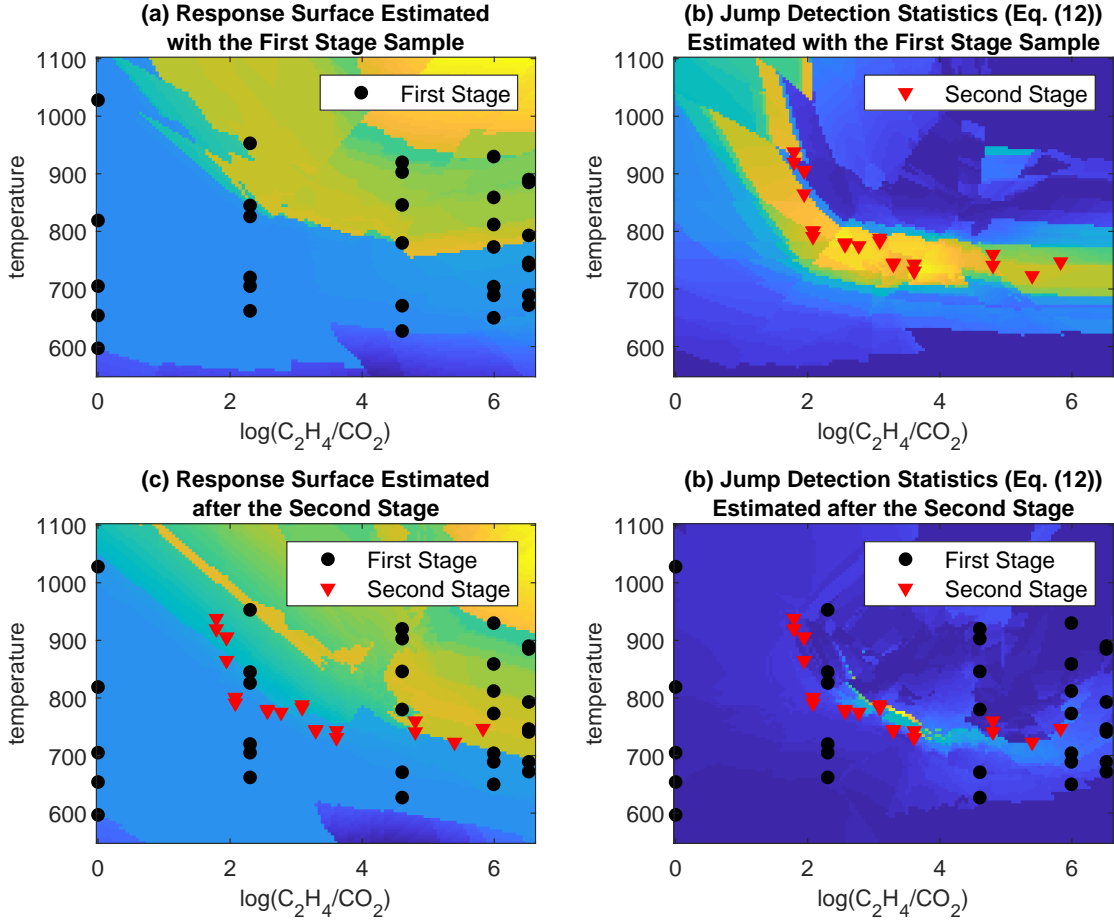 (a) Response Surface Estimated
with the First Stage Sample
First Stage
temperature
1100
1000
900
800
700
600
0 2 4 6
log(C2H4/CO2)
(b) Jump Detection Statistics (Eq. (12))
Estimated with the First Stage Sample
Second Stage
temperature
1100
1000
900
800
700
600
0 2 4 6
log(C2H4/CO2)
(c) Response Surface Estimated
after the Second Stage
First Stage
Second Stage
temperature
1100
1000
900
800
700
600
0 2 4 6
log(C2H4/CO2)
(b) Jump Detection Statistics (Eq. (12))
Estimated after the Second Stage
First Stage
Second Stage
temperature
1100
1000
900
800
700
600
0 2 4 6
log(C2H4/CO2)